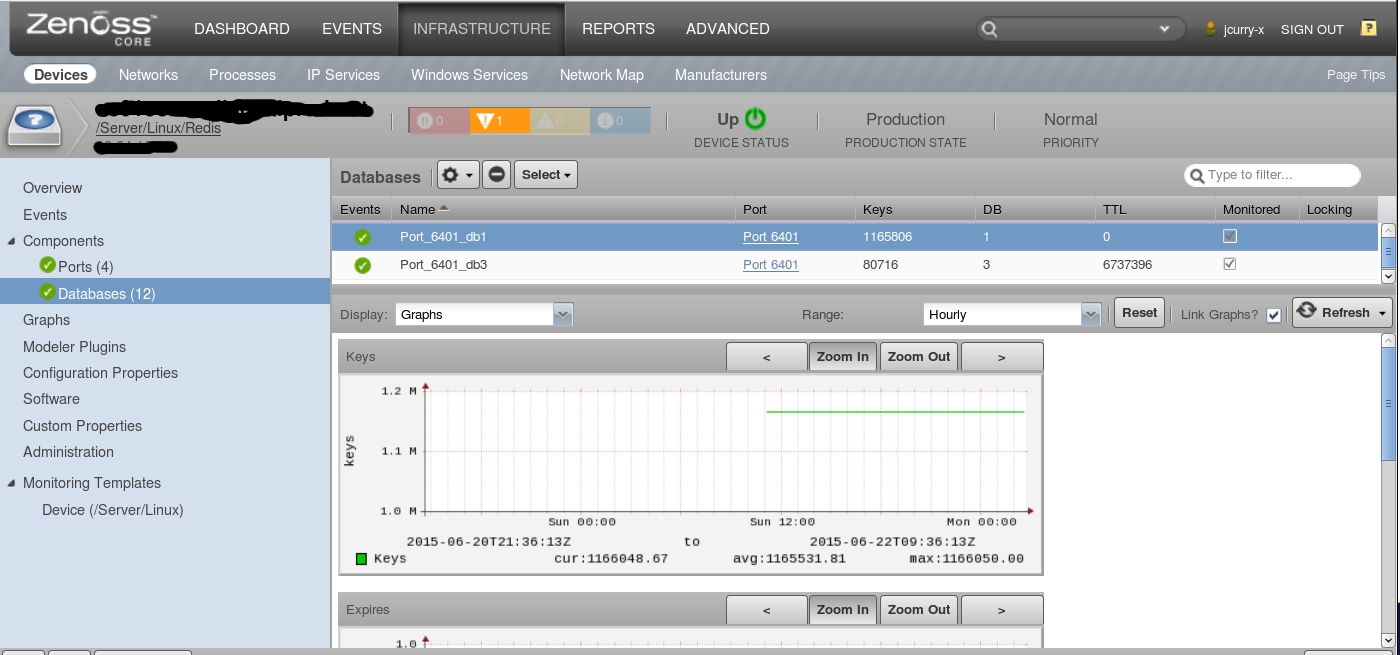 Zenoss CORE DASHBOARD EVENTS INFRASTRUCTURE REPORTS ADVANCED jcurry-x SIGN OUT ?
Devices Networks Processes IP Services Windows Services Network Map Manufacturers Page Tips
/Server/Linux/Redis
0 1 0 0
Up Production Normal
DEVICE STATUS PRODUCTION STATE PRIORITY
Overview
Events
Components
Ports (4)
Databases (12)
Graphs
Modeler Plugins
Configuration Properties
Software
Custom Properties
Administration
Monitoring Templates
Device (/Server/Linux)
Databases Select Type to filter...
Events Name Port Keys DB TTL Monitored Locking
Port_6401_db1 Port 6401 1165806 1 0
Port_6401_db3 Port 6401 80716 3 6737396
Display: Graphs Range: Hourly Reset Link Graphs? Refresh
Keys < Zoom In Zoom Out >
1.2 M
1.1 M
1.0 M
keys
Sun 00:00 Sun 12:00 Mon 00:00
2015-06-20T21:36:13Z to 2015-06-22T09:36:13Z
Keys cur:1166048.67 avg:1165531.81 max:1166050.00
Expires < Zoom In Zoom Out >
1.0